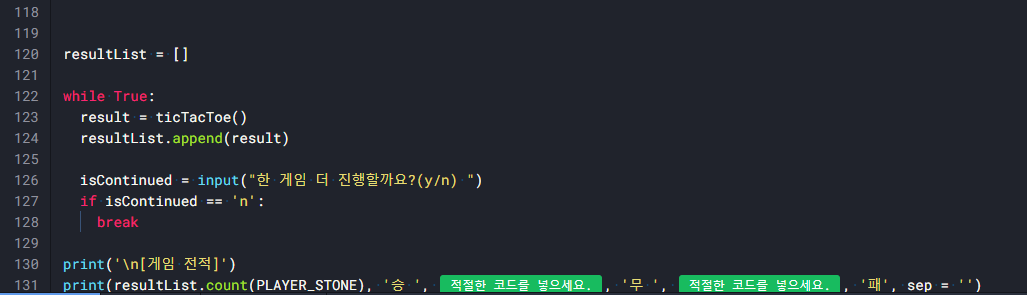 118
119
120 resultList = []
121
122 while True:
123   result = ticTacToe()
124   resultList.append(result)
125
126   isContinued = input("한 게임 더 진행할까요?(y/n) ")
127   if isContinued == 'n':
128     break
129
130 print('\n[게임 전적]')
131 print(resultList.count(PLAYER_STONE), '승 ', 적절한 코드를 넣으세요. , '무 ', 적절한 코드를 넣으세요. , '패', sep = '')